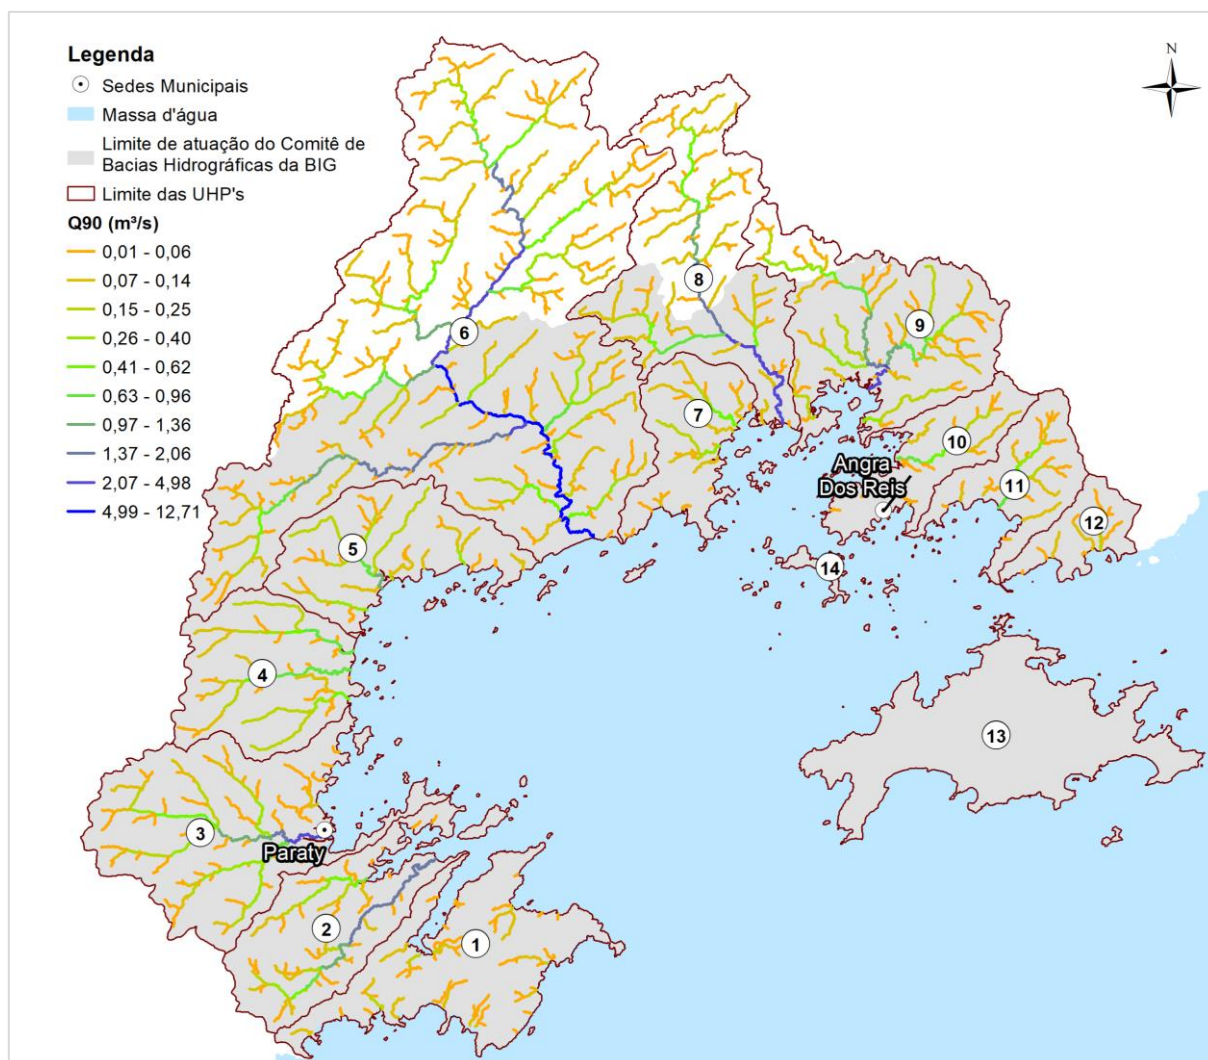 Legenda
Sedes Municipais
Massa d'água
Limite de atuação do Comitê de
Bacias Hidrográficas da BIG
Limite das UHP's
Q90 (m³/s)
0,01 - 0,06
0,07 - 0,14
0,15 - 0,25
0,26 - 0,40
0,41 - 0,62
0,63 - 0,96
0,97 - 1,36
1,37 - 2,06
2,07 - 4,98
4,99 - 12,71
N
8
9
6
7
10
Angra
Dos Reis
11
12
5
14
4
13
3
Paraty
2
1